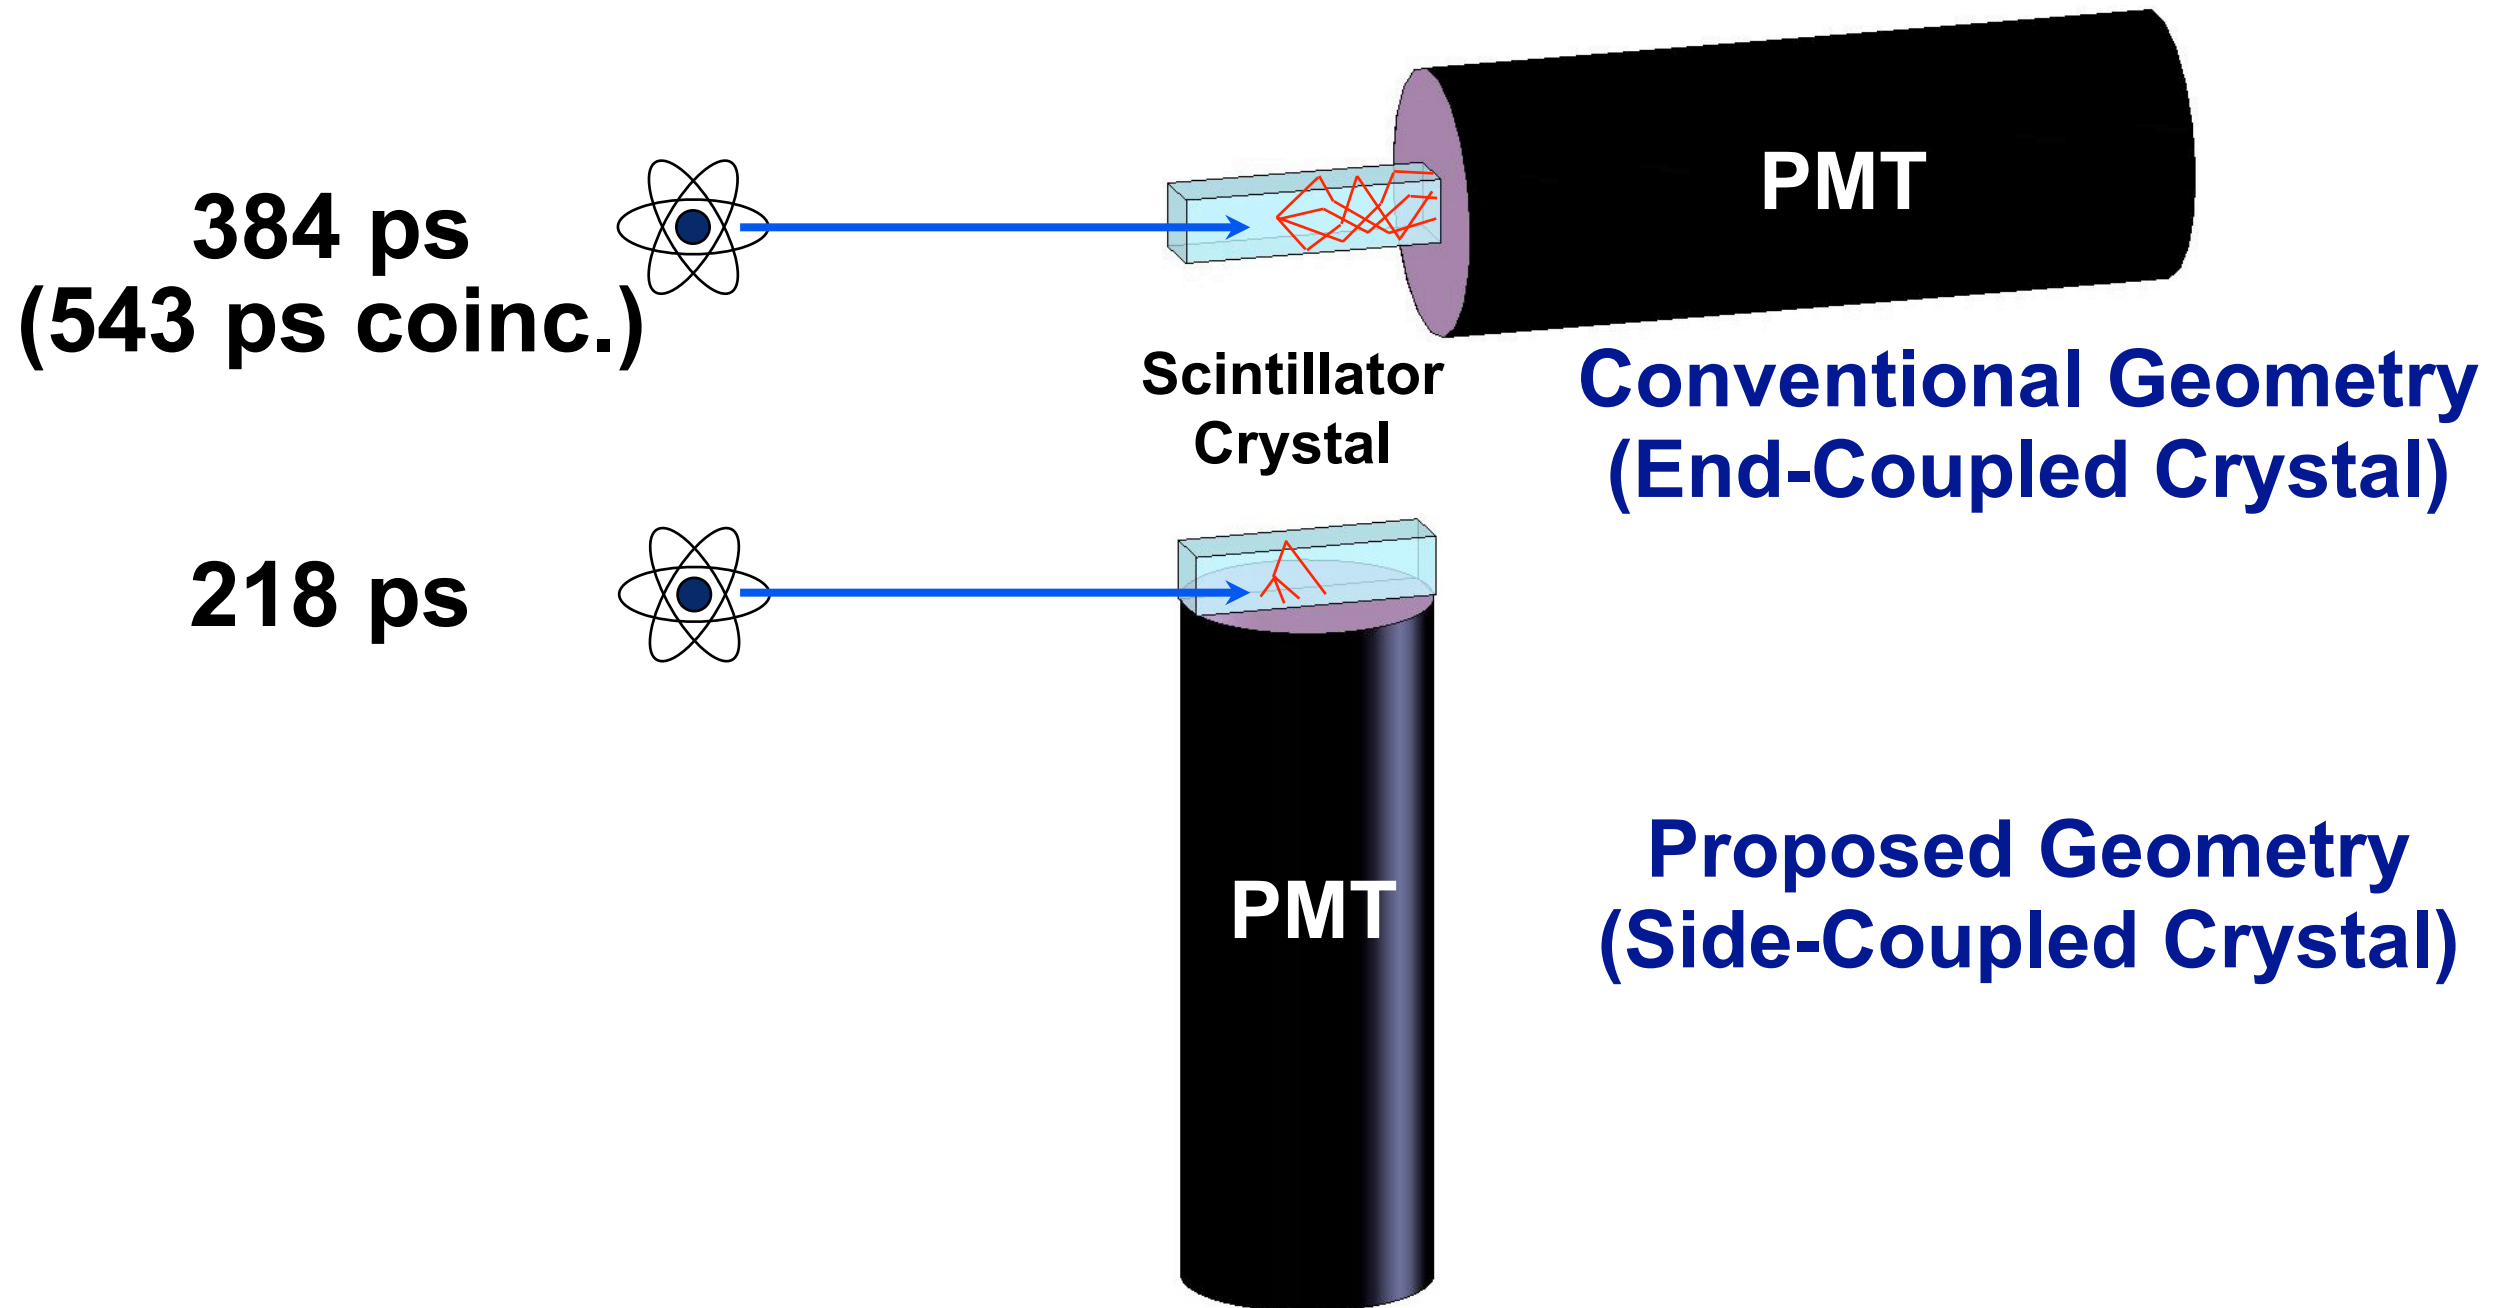 PMT
384 ps
(543 ps coinc.)
Scintillator
Crystal
Conventional Geometry
(End-Coupled Crystal)
218 ps
PMT
Proposed Geometry
(Side-Coupled Crystal)